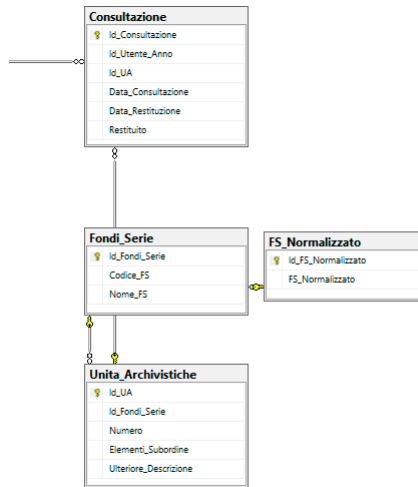 Consultazione
Id_Consultazione
Id_Utente_Anno
Id_UA
Data_Consultazione
Data_Restituzione
Restituito
Fondi_Serie
Id_Fondi_Serie
Codice_FS
Nome_FS
FS_Normalizzato
Id_FS_Normalizzato
FS_Normalizzato
Unita_Archivistiche
Id_UA
Id_Fondi_Serie
Numero
Elementi_Subordine
Ulteriore_Descrizione